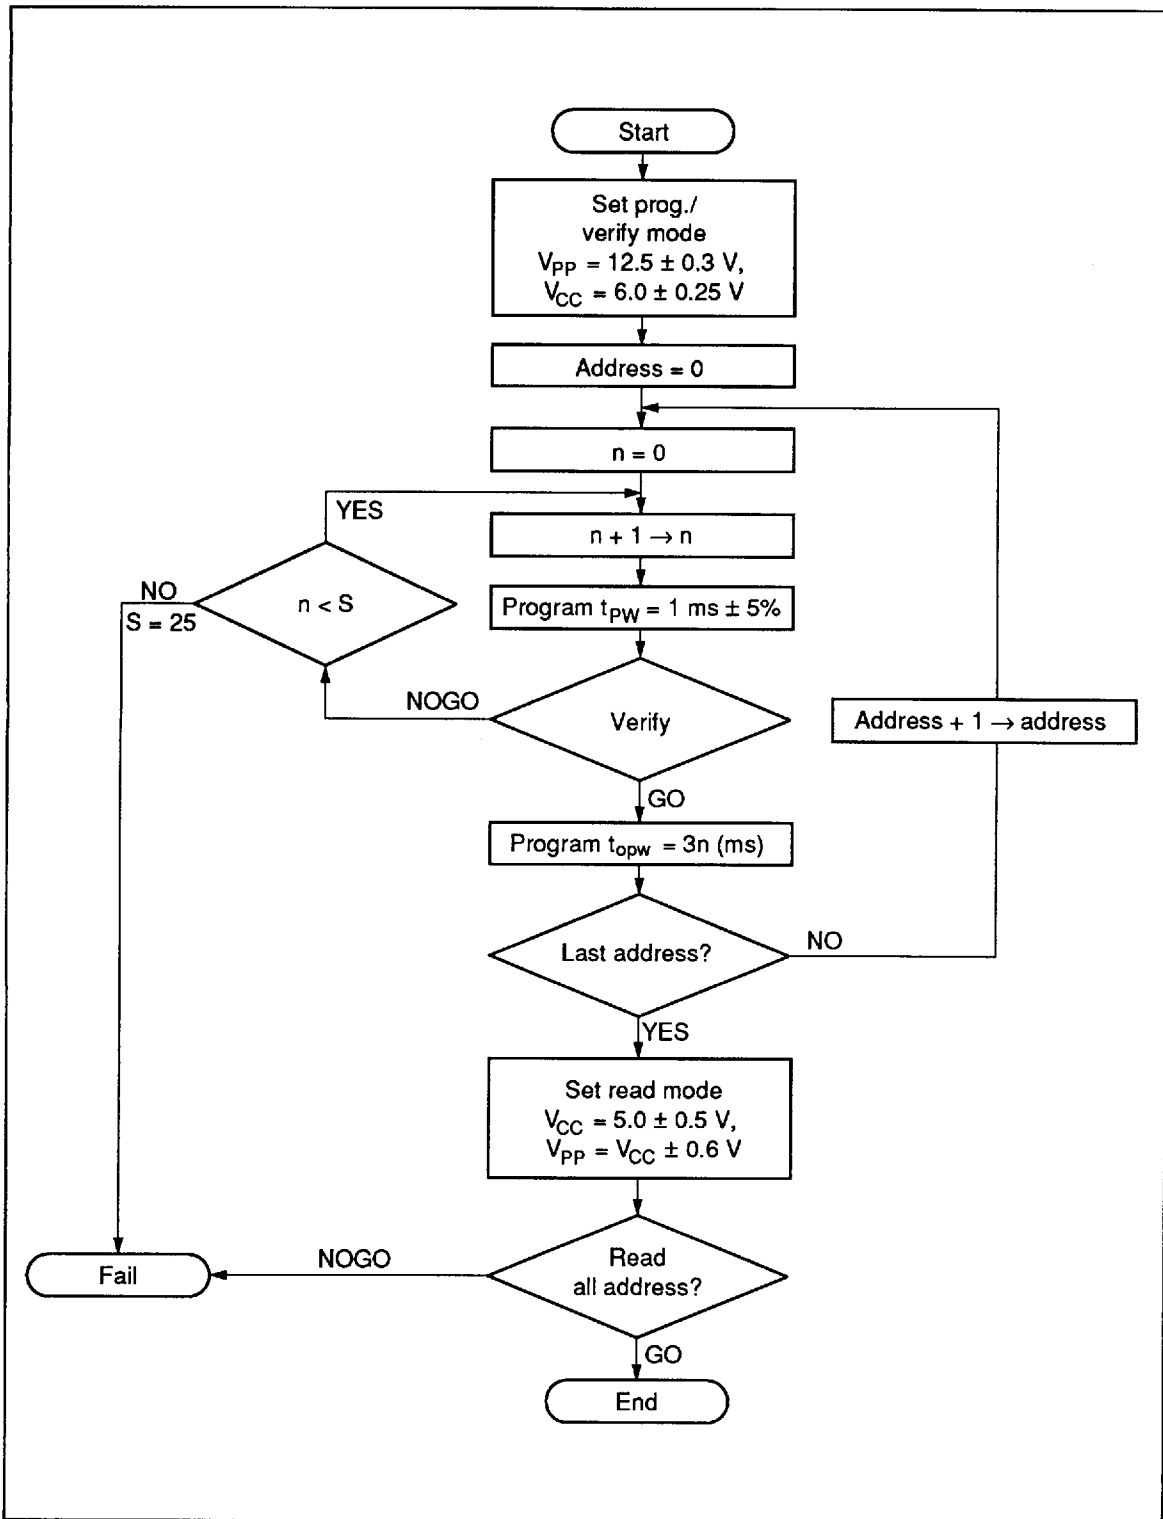 Start
Set prog./
verify mode
VPP = 12.5 ± 0.3 V,
VCC = 6.0 ± 0.25 V
Address = 0
n = 0
YES
n + 1 → n
n < S
NO
S = 25
Program tPW = 1 ms ± 5%
NOGO
Verify
Address + 1 → address
GO
Program topw = 3n (ms)
Last address?
NO
YES
Set read mode
VCC = 5.0 ± 0.5 V,
VPP = VCC ± 0.6 V
Fail
NOGO
Read
all address?
GO
End